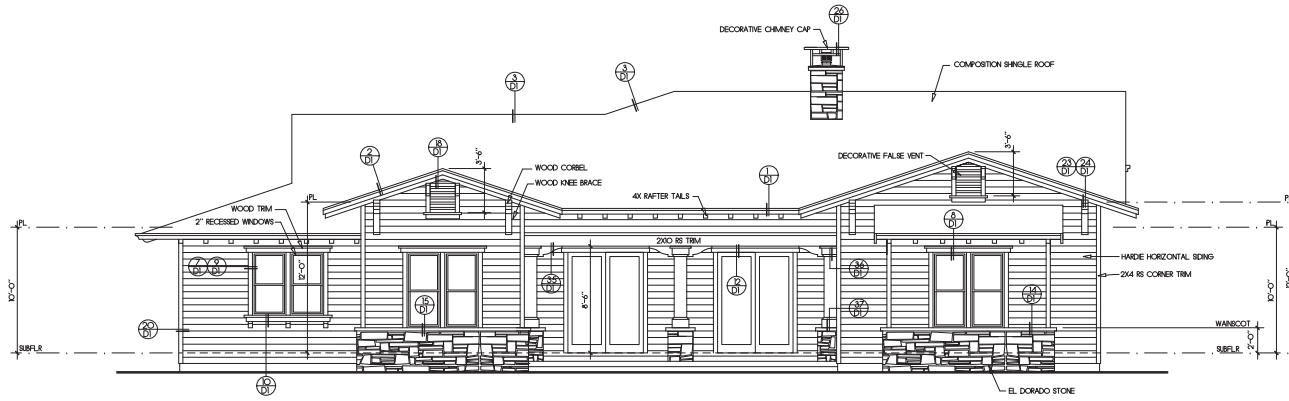 26
D1
DECORATIVE CHIMNEY CAP
3
D1
3
D1
COMPOSITION SHINGLE ROOF
18
D1
3'-6"
2
D1
WOOD CORBEL
WOOD KNEE BRACE
DECORATIVE FALSE VENT
3'-6"
23
D1
24
D1
1
D1
4X RAFTER TAILS
PL
WOOD TRIM
2" RECESSED WINDOWS
PL
8
D1
PL
2X10 RS TRIM
7
D1
9
D1
12'-0"
35
D1
12
D1
36
D1
HARDIE HORIZONTAL SIDING
2X4 RS CORNER TRIM
10'-0"
8'-6"
10'-0"
15
D1
37
D1
14
D1
20
D1
WAINSCOT
2'-0"
SUBFLR
SUBFLR
10
D1
EL DORADO STONE